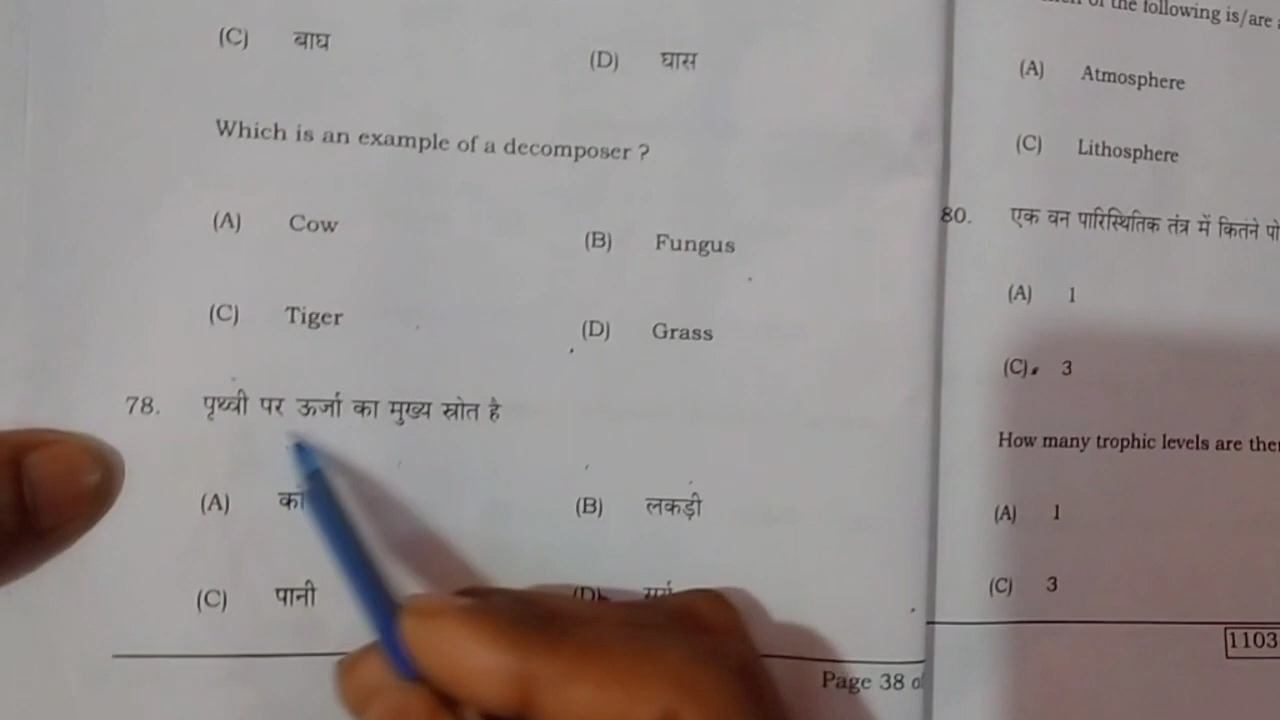 (C) बाघ
(D) घास
Which is an example of a decomposer ?
(A) Cow
(B) Fungus
(C) Tiger
(D) Grass
78. पृथ्वी पर ऊर्जा का मुख्य स्रोत है
(A)
(B) लकड़ी
(C) पानी
(D)
Page 38
of the following is/are
(A) Atmosphere
(C) Lithosphere
80. एक वन पारिस्थितिक तंत्र में कितने
(A) 1
(C) 3
How many trophic levels are
(A) 1
(C) 3
1103